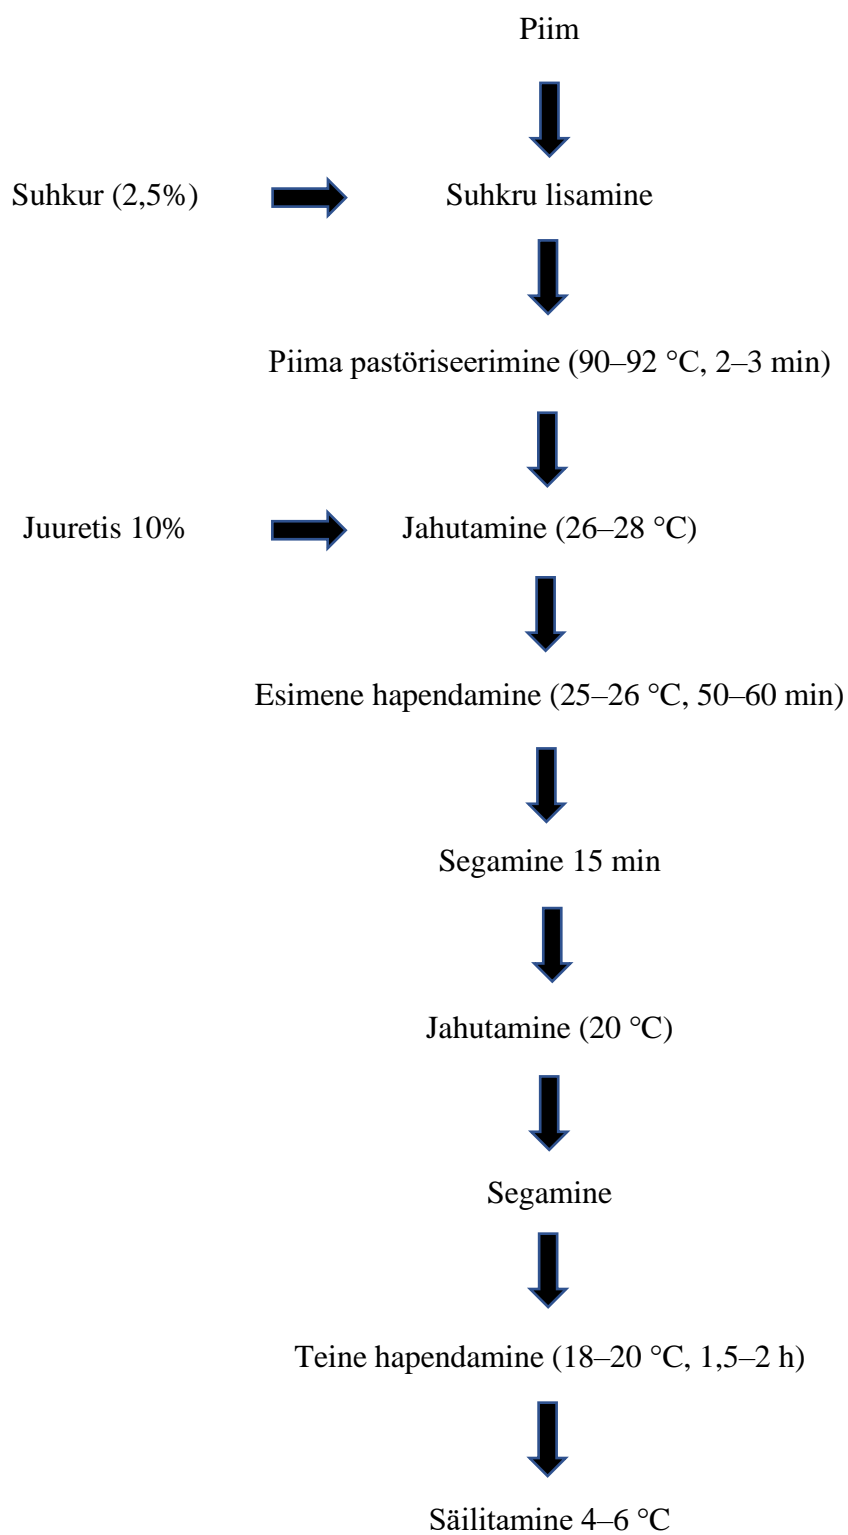 Piim
Suhkur (2,5%)
Suhkru lisamine
Piima pastöriseerimine (90–92 °C, 2–3 min)
Juuretis 10%
Jahutamine (26–28 °C)
Esimene hapendamine (25–26 °C, 50–60 min)
Segamine 15 min
Jahutamine (20 °C)
Segamine
Teine hapendamine (18–20 °C, 1,5–2 h)
Säilitamine 4–6 °C